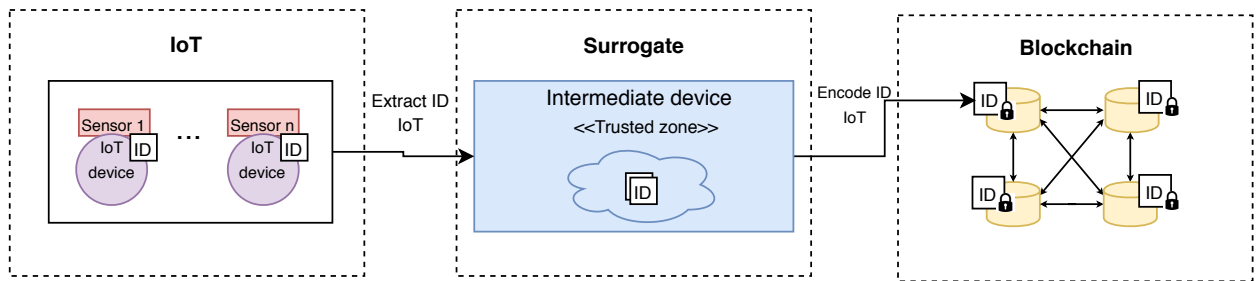 IoT
Sensor 1
IoT
ID
device
...
Sensor n
IoT
ID
device
Extract ID
IoT
Surrogate
Intermediate device
<<Trusted zone>>
ID
Encode ID
IoT
Blockchain
ID
ID
ID
ID